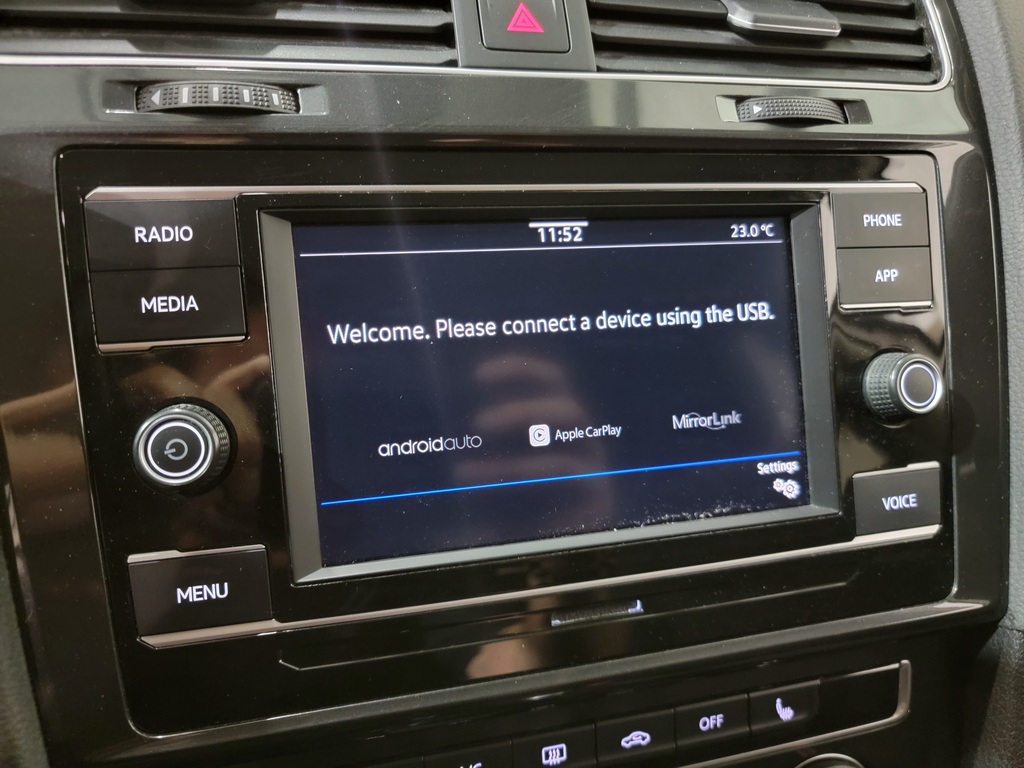 RADIO
MEDIA
MENU
11:52
23.0 °C
Welcome. Please connect a device using the USB.
androidauto
Apple CarPlay
MirrorLink
Settings
PHONE
APP
VOICE
OFF